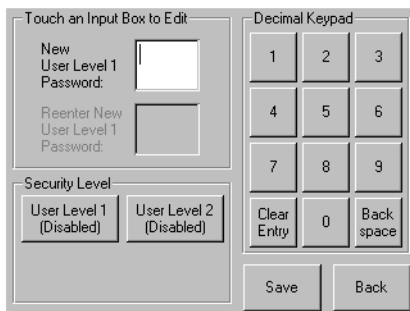 Touch an Input Box to Edit
New
User Level 1
Password:
Reenter New
User Level 1
Password:
Security Level
User Level 1
(Disabled)
User Level 2
(Disabled)
Decimal Keypad
1 2 3
4 5 6
7 8 9
Clear
Entry
0
Back
space
Save
Back